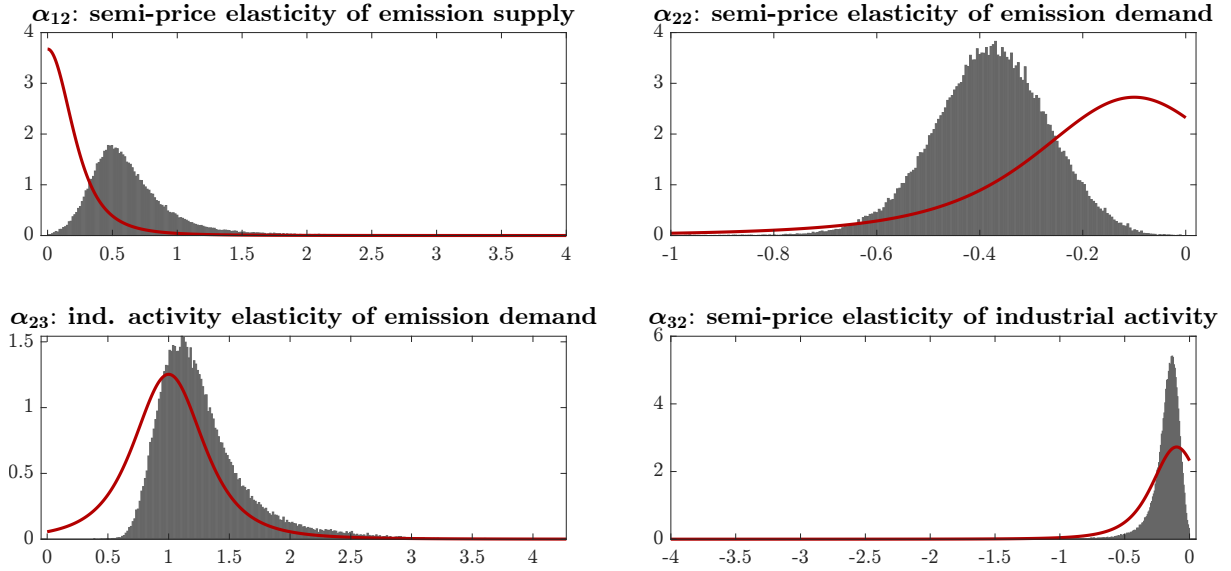 α12: semi-price elasticity of emission supply
4
3
2
1
0
0 0.5 1 1.5 2 2.5 3 3.5 4
α22: semi-price elasticity of emission demand
4
3
2
1
0
-1 -0.8 -0.6 -0.4 -0.2 0
α23: ind. activity elasticity of emission demand
1.5
1
0.5
0
0 0.5 1 1.5 2 2.5 3 3.5 4
α32: semi-price elasticity of industrial activity
6
4
2
0
-4 -3.5 -3 -2.5 -2 -1.5 -1 -0.5 0